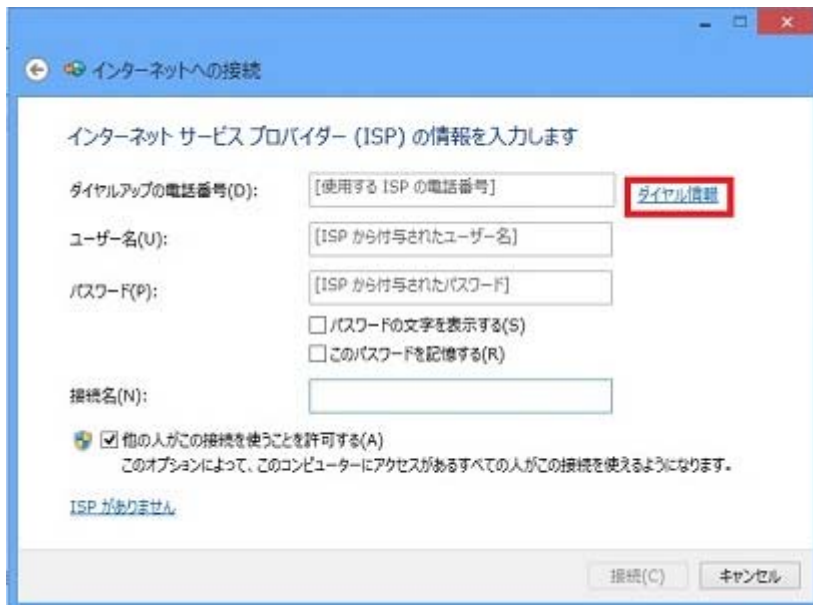 インターネットへの接続
インターネット サービス プロバイダー (ISP) の情報を入力します
ダイヤルアップの電話番号(D): [使用する ISP の電話番号] ダイヤル情報
ユーザー名(U): [ISP から付与されたユーザー名]
パスワード(P): [ISP から付与されたパスワード]
パスワードの文字を表示する(S)
このパスワードを記憶する(R)
接続名(N):
他の人がこの接続を使うことを許可する(A)
このオプションによって、このコンピューターにアクセスがあるすべての人がこの接続を使えるようになります。
ISP がありません
接続(C) キャンセル